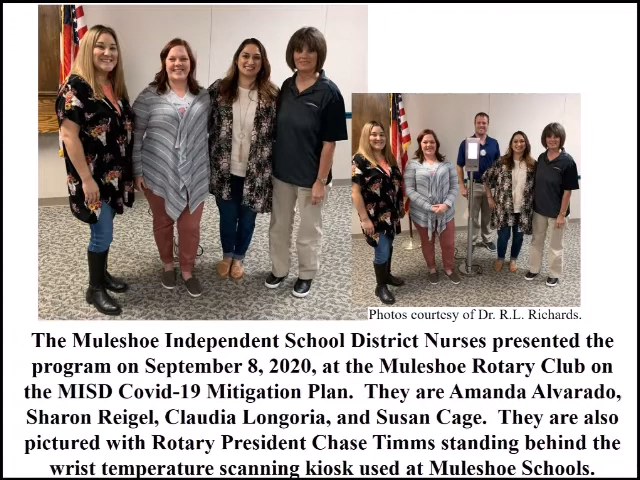 Photos courtesy of Dr. R.L. Richards.
The Muleshoe Independent School District Nurses presented the
program on September 8, 2020, at the Muleshoe Rotary Club on
the MISD Covid-19 Mitigation Plan.  They are Amanda Alvarado,
Sharon Reigel, Claudia Longoria, and Susan Cage.  They are also
pictured with Rotary President Chase Timms standing behind the
wrist temperature scanning kiosk used at Muleshoe Schools.